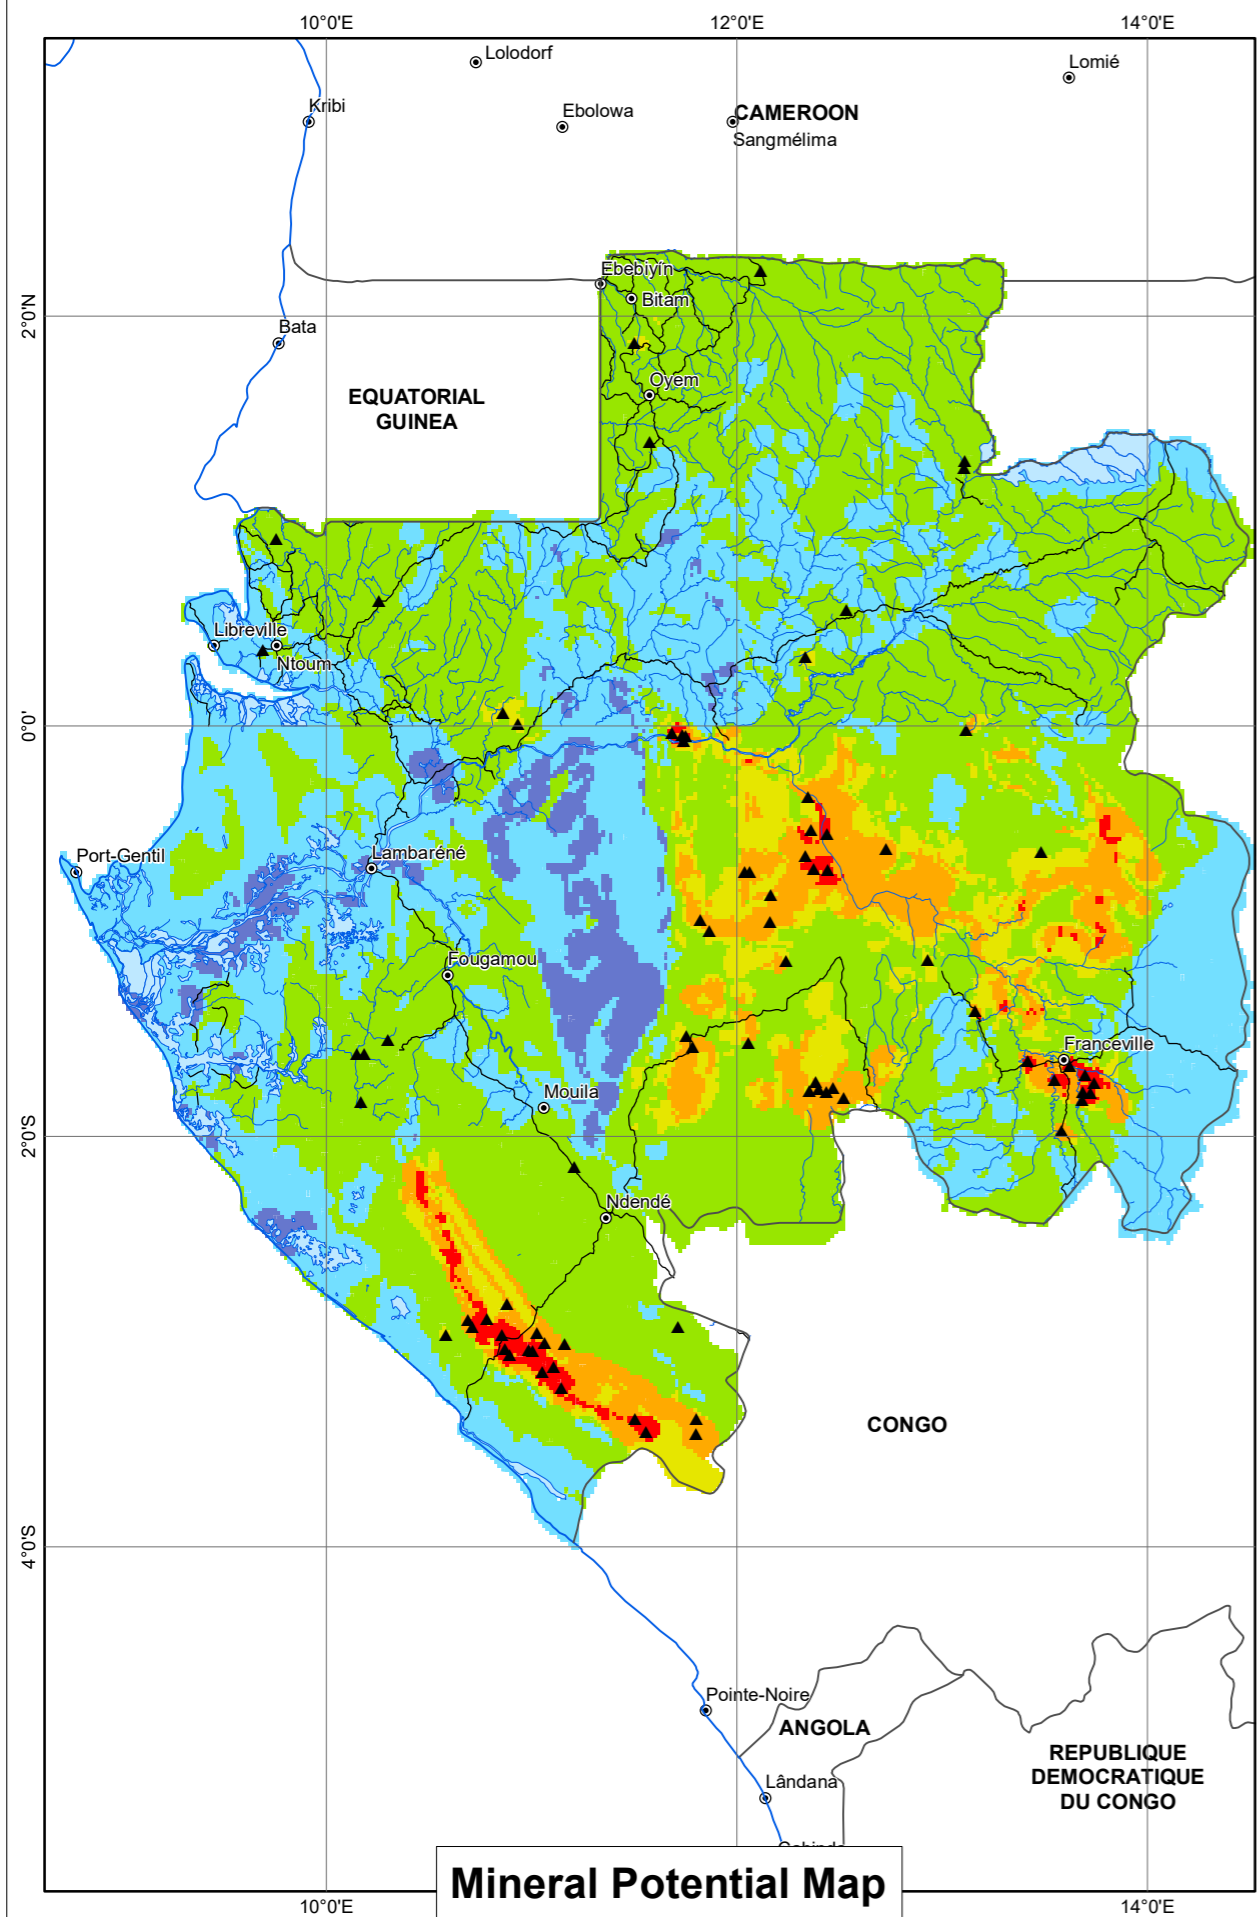 10°0'E
12°0'E
14°0'E
Lolodorf
Lomié
Kribi
Ebolowa
CAMEROON
Sangmélima
Ebebiyín
Bitam
2°0'N
Bata
Oyem
EQUATORIAL
GUINEA
Libreville
Ntoum
0°0'
Port-Gentil
Lambaréné
Fougamou
Franceville
Mouila
2°0'S
Ndendé
CONGO
4°0'S
Pointe-Noire
ANGOLA
REPUBLIQUE
DEMOCRATIQUE
DU CONGO
Lândana
Mineral Potential Map
10°0'E
14°0'E